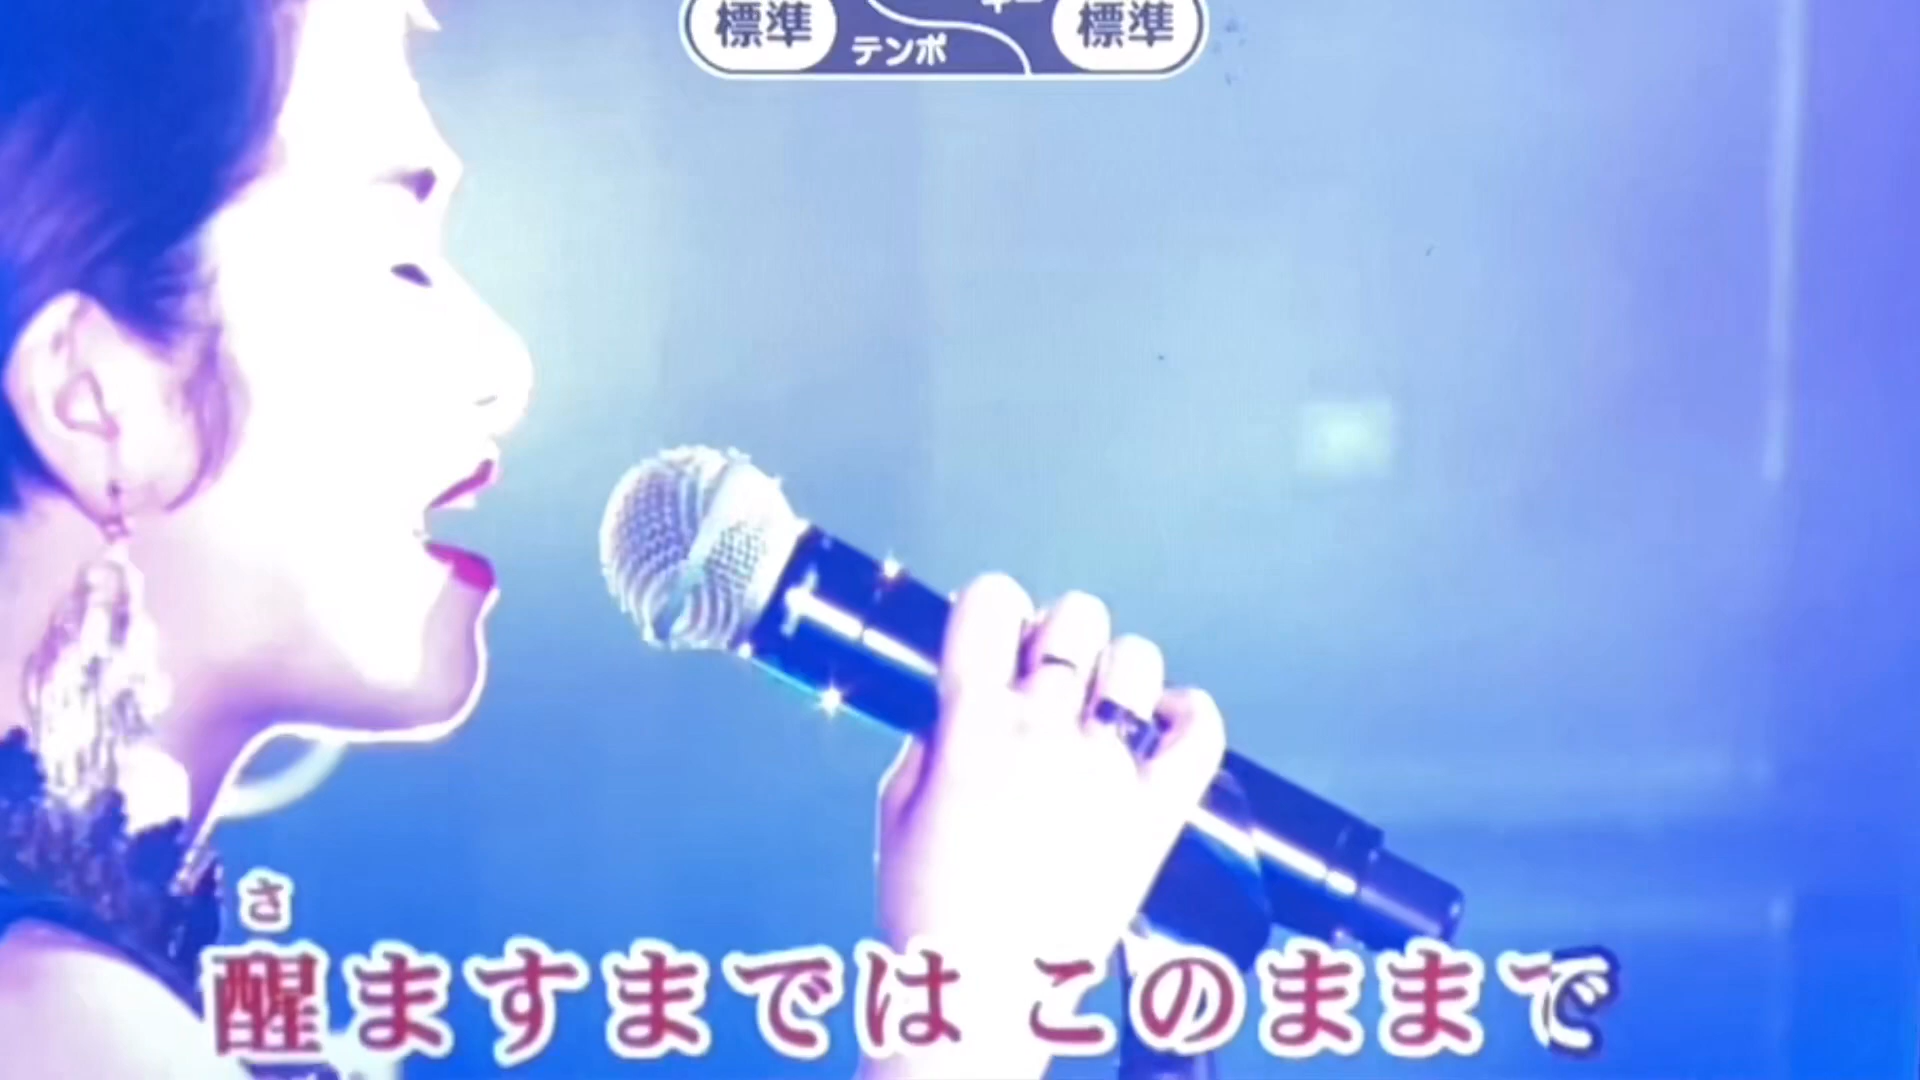 標準 テンポ 標準
さ
醒ますまでは このままで